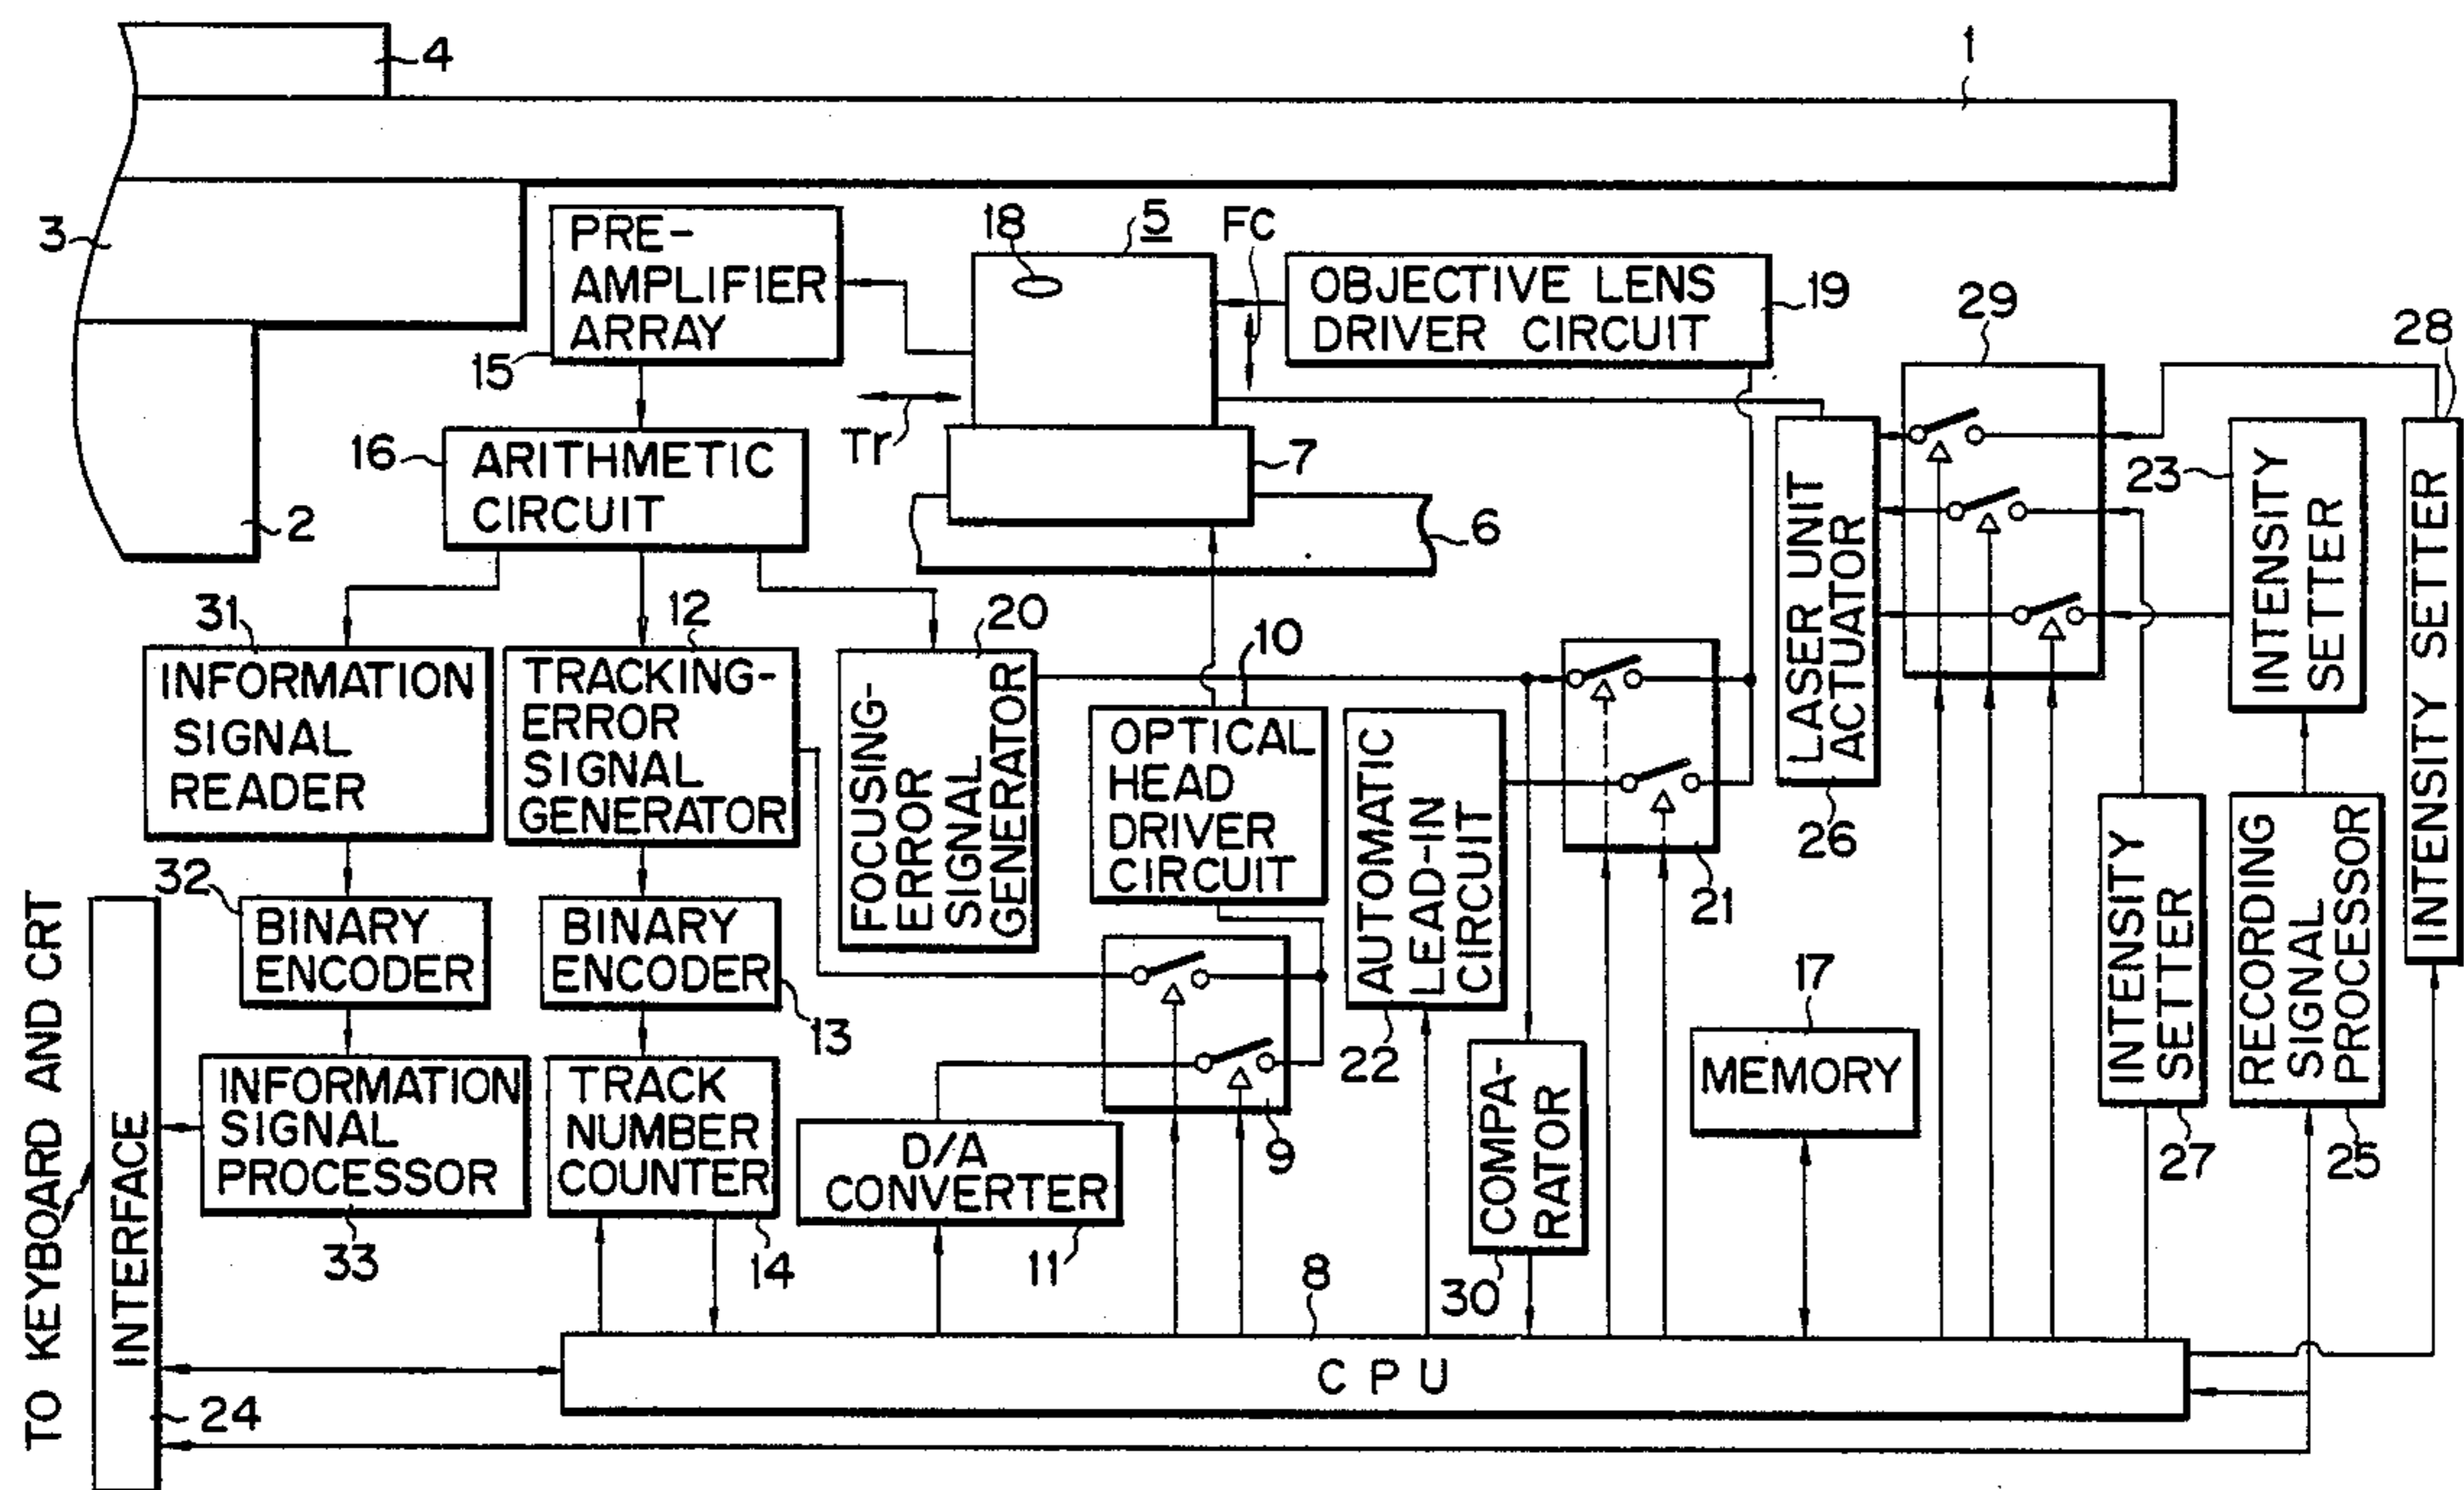 4
1
3
PRE-
AMPLIFIER
ARRAY
15
18
5
FC
OBJECTIVE LENS
DRIVER CIRCUIT
19
29
28
Tr
16
ARITHMETIC
CIRCUIT
7
2
6
23
INTENSITY
SETTER
INTENSITY SETTER
LASER UNIT
ACTUATOR
26
31
INFORMATION
SIGNAL
READER
12
TRACKING-
ERROR
SIGNAL
GENERATOR
20
FOCUSING-
ERROR
SIGNAL
GENERATOR
10
OPTICAL
HEAD
DRIVER
CIRCUIT
AUTOMATIC
LEAD-IN
CIRCUIT
22
21
32
BINARY
ENCODER
BINARY
ENCODER
13
17
MEMORY
INTENSITY
SETTER
27
RECORDING
SIGNAL
PROCESSOR
25
TO KEYBOARD AND CRT
INTERFACE
24
INFORMATION
SIGNAL
PROCESSOR
33
TRACK
NUMBER
COUNTER
14
D/A
CONVERTER
11
9
COMPA-
RATOR
30
8
CPU